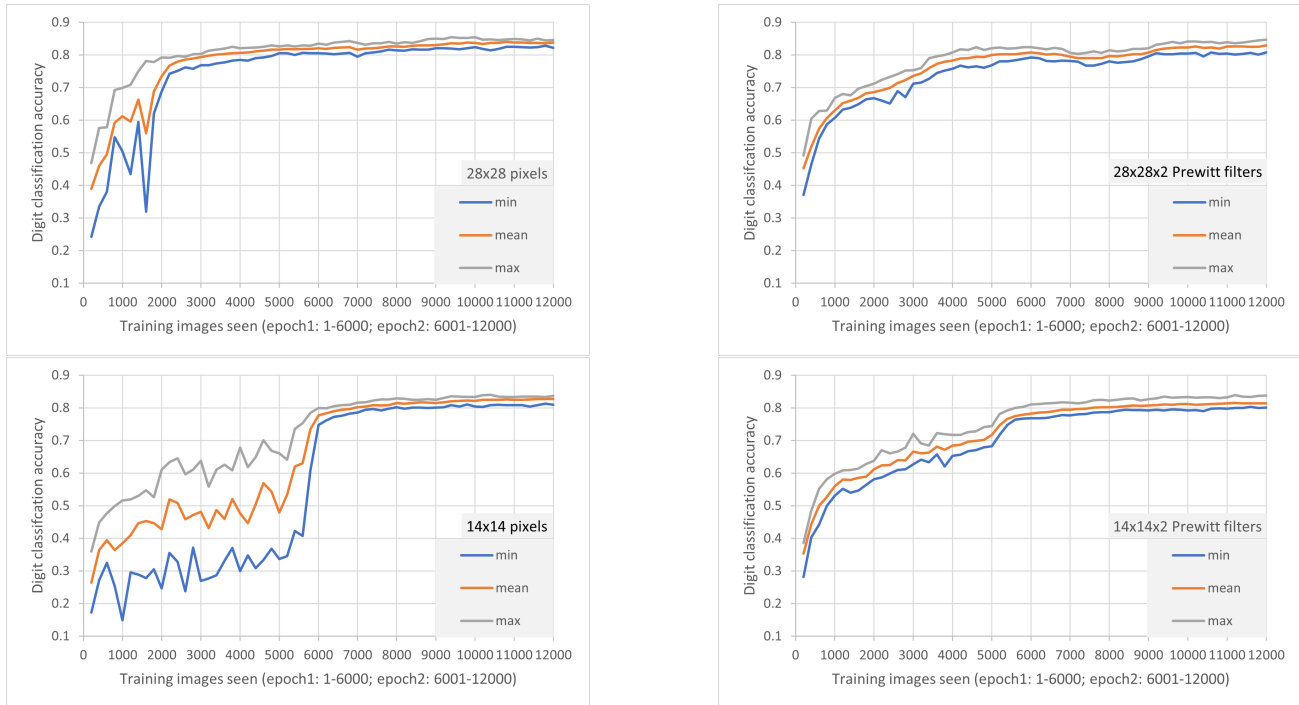 0.9
0.8
0.7
0.6
0.5
0.4
0.3
0.2
0.1
Digit classification accuracy
28x28 pixels
min
mean
max
0 1000 2000 3000 4000 5000 6000 7000 8000 9000 10000 11000 12000
Training images seen (epoch1: 1-6000; epoch2: 6001-12000)
0.9
0.8
0.7
0.6
0.5
0.4
0.3
0.2
0.1
Digit classifcation accuracy
28x28x2 Prewitt filters
min
mean
max
0 1000 2000 3000 4000 5000 6000 7000 8000 9000 10000 11000 12000
Training images seen (epoch1: 1-6000; epoch2: 6001-12000)
0.9
0.8
0.7
0.6
0.5
0.4
0.3
0.2
0.1
Digit classifcation accuracy
14x14 pixels
min
mean
max
0 1000 2000 3000 4000 5000 6000 7000 8000 9000 10000 11000 12000
Training images seen (epoch1: 1-6000; epoch2: 6001-12000)
0.9
0.8
0.7
0.6
0.5
0.4
0.3
0.2
0.1
Digit classifcation accuracy
14x14x2 Prewitt filters
min
mean
max
0 1000 2000 3000 4000 5000 6000 7000 8000 9000 10000 11000 12000
Training images seen (epoch1: 1-6000; epoch2: 6001-12000)